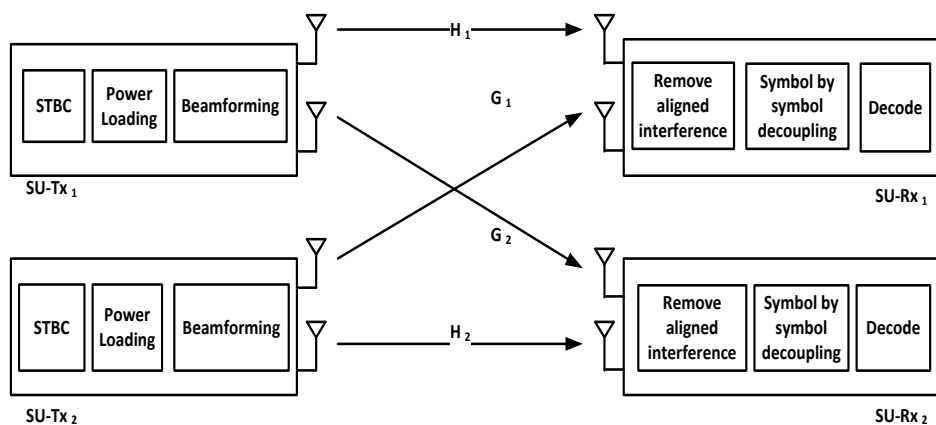 H 1
STBC
Power
Loading
Beamforming
Remove
aligned
interference
Symbol by
symbol
decoupling
Decode
G 1
SU-Tx 1
SU-Rx 1
G 2
STBC
Power
Loading
Beamforming
Remove
aligned
interference
Symbol by
symbol
decoupling
Decode
H 2
SU-Tx 2
SU-Rx 2